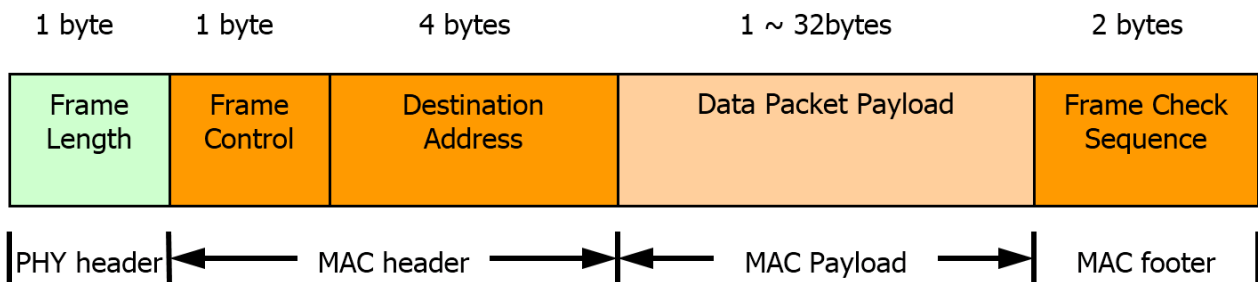 1 byte 1 byte 4 bytes 1 ~ 32bytes 2 bytes
Frame Frame Destination Data Packet Payload Frame Check
Length Control Address Sequence
PHY header MAC header MAC Payload MAC footer